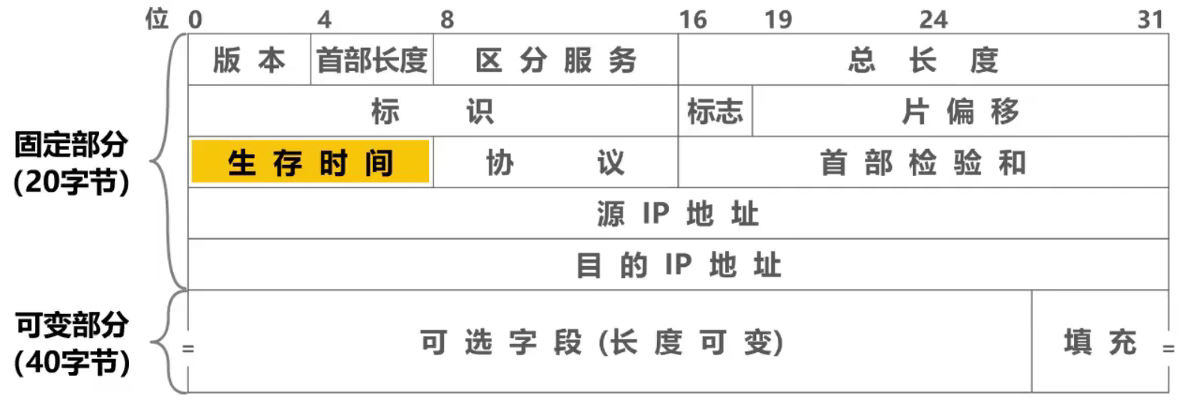 位 0 4 8 16 19 24 31
版本 首部长度 区分服务 总长度
标识 标志 片偏移
固定部分
(20字节)
生存时间 协议 首部检验和
源 IP 地址
目的 IP 地址
可变部分
(40字节)
可选字段 (长度可变) 填充
= =